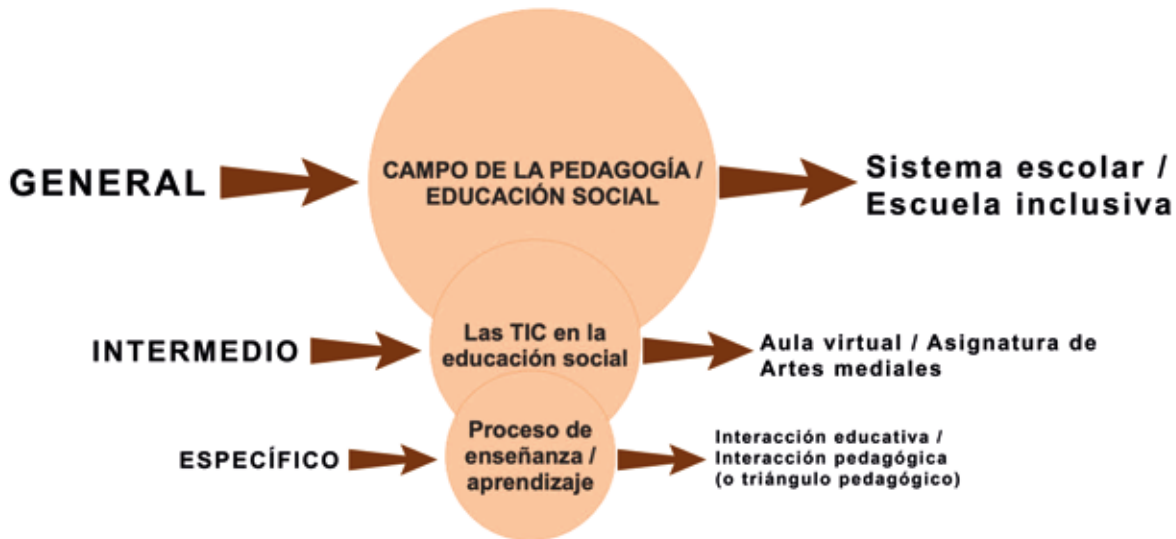 GENERAL
CAMPO DE LA PEDAGOGÍA /
EDUCACIÓN SOCIAL
Sistema escolar /
Escuela inclusiva
INTERMEDIO
Las TIC en la
educación social
Aula virtual / Asignatura de
Artes mediales
ESPECÍFICO
Proceso de
enseñanza /
aprendizaje
Interacción educativa /
Interacción pedagógica
(o triángulo pedagógico)